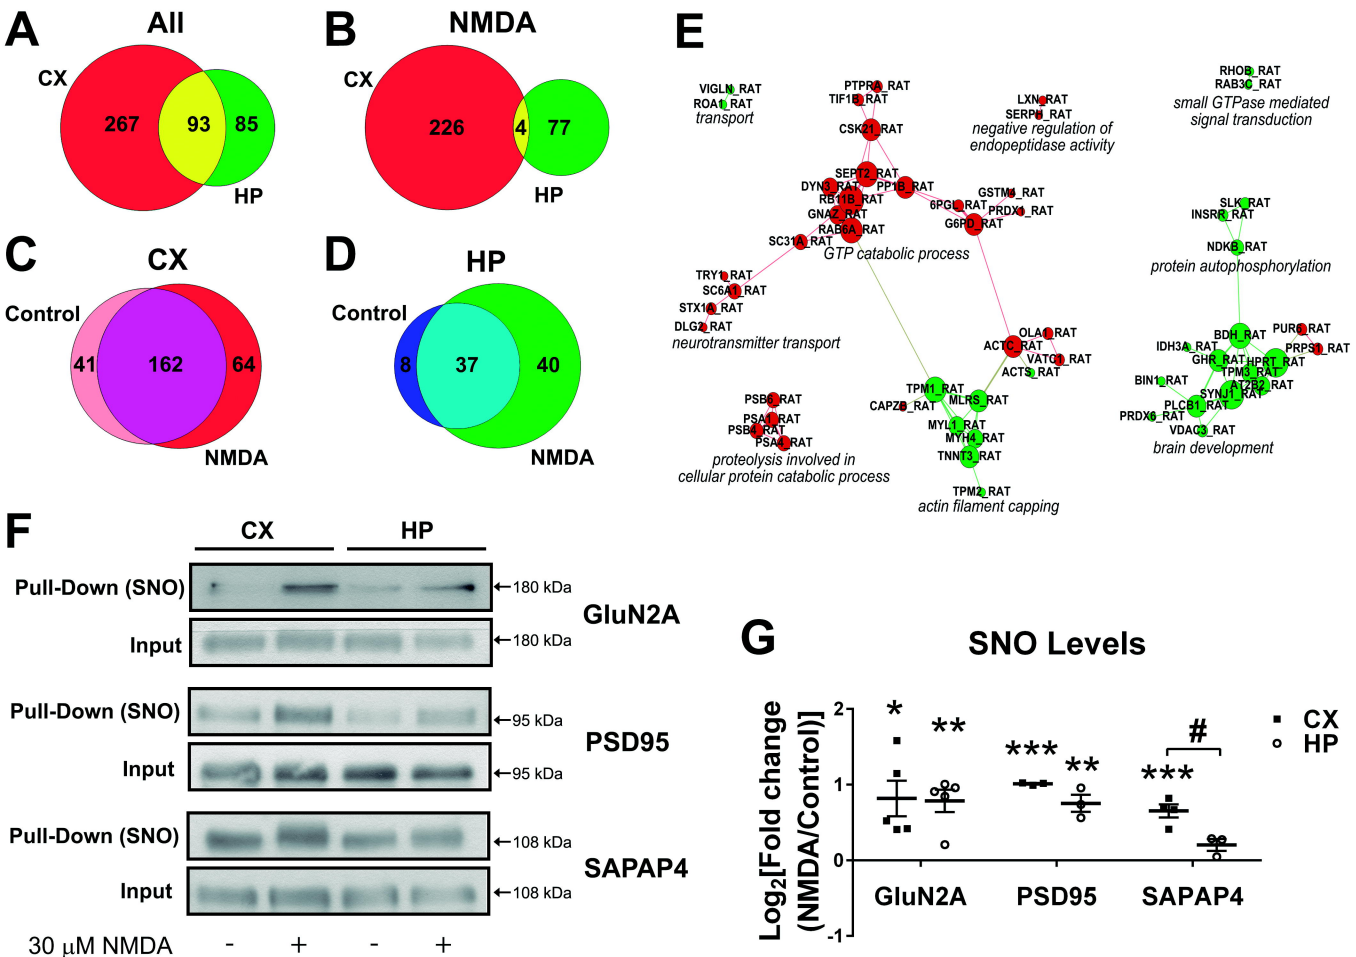 A
All
CX
267
93
85
HP
B
NMDA
CX
226
4
77
HP
C
CX
Control
41
162
64
NMDA
D
HP
Control
8
37
40
NMDA
E
VIGLN_RAT
ROA1_RAT
transport
PTPRA_RAT
TIF1B_RAT
CSK21_RAT
LXN_RAT
SERPH_RAT
negative regulation of
endopeptidase activity
RHOB_RAT
RAB3C_RAT
small GTPase mediated
signal transduction
SEPT2_RAT
DYN3_RAT
PP1B_RAT
RB11B_RAT
GNAZ_RAT
RAB6A_RAT
SC31A_RAT
GTP catabolic process
6PGL_RAT
GSTM4_RAT
PRDX1_RAT
G6PD_RAT
SLK_RAT
INSRR_RAT
NDKB_RAT
protein autophosphorylation
TRY1_RAT
SC6A1_RAT
STX1A_RAT
DLG2_RAT
neurotransmitter transport
OLA1_RAT
ACTC_RAT
VATG1_RAT
ACTS_RAT
TPM1_RAT
MLRS_RAT
CAPZB_RAT
MYL1_RAT
MYH4_RAT
TNNT3_RAT
TPM2_RAT
actin filament capping
PSB6_RAT
PSA1_RAT
PSB4_RAT
PSA4_RAT
proteolysis involved in
cellular protein catabolic process
BDH_RAT
PUR6_RAT
IDH3A_RAT
PRPS1_RAT
GHR_RAT
HPRT_RAT
TPM3_RAT
BIN1_RAT
AT2B2_RAT
SYNJ1_RAT
PLCB1_RAT
PRDX6_RAT
VDAC3_RAT
brain development
F
CX
HP
Pull-Down (SNO)
180 kDa
GluN2A
Input
180 kDa
Pull-Down (SNO)
95 kDa
PSD95
Input
95 kDa
Pull-Down (SNO)
108 kDa
SAPAP4
Input
108 kDa
30 μM NMDA - + - +
G
SNO Levels
Log2[Fold change
(NMDA/Control)]
2
1
0
-1
*
**
***
**
***
#
CX
HP
GluN2A
PSD95
SAPAP4